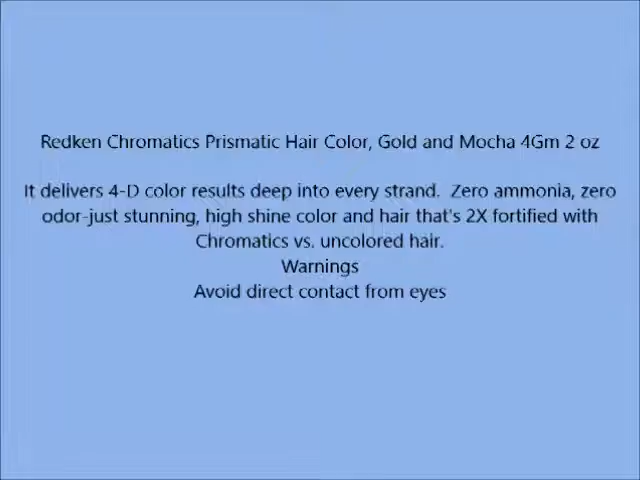 Redken Chromatics Prismatic Hair Color, Gold and Mocha 4Gm 2 oz
It delivers 4-D color results deep into every strand.  Zero ammonia, zero
odor-just stunning, high shine color and hair that's 2X fortified with
Chromatics vs. uncolored hair.
Warnings
Avoid direct contact from eyes